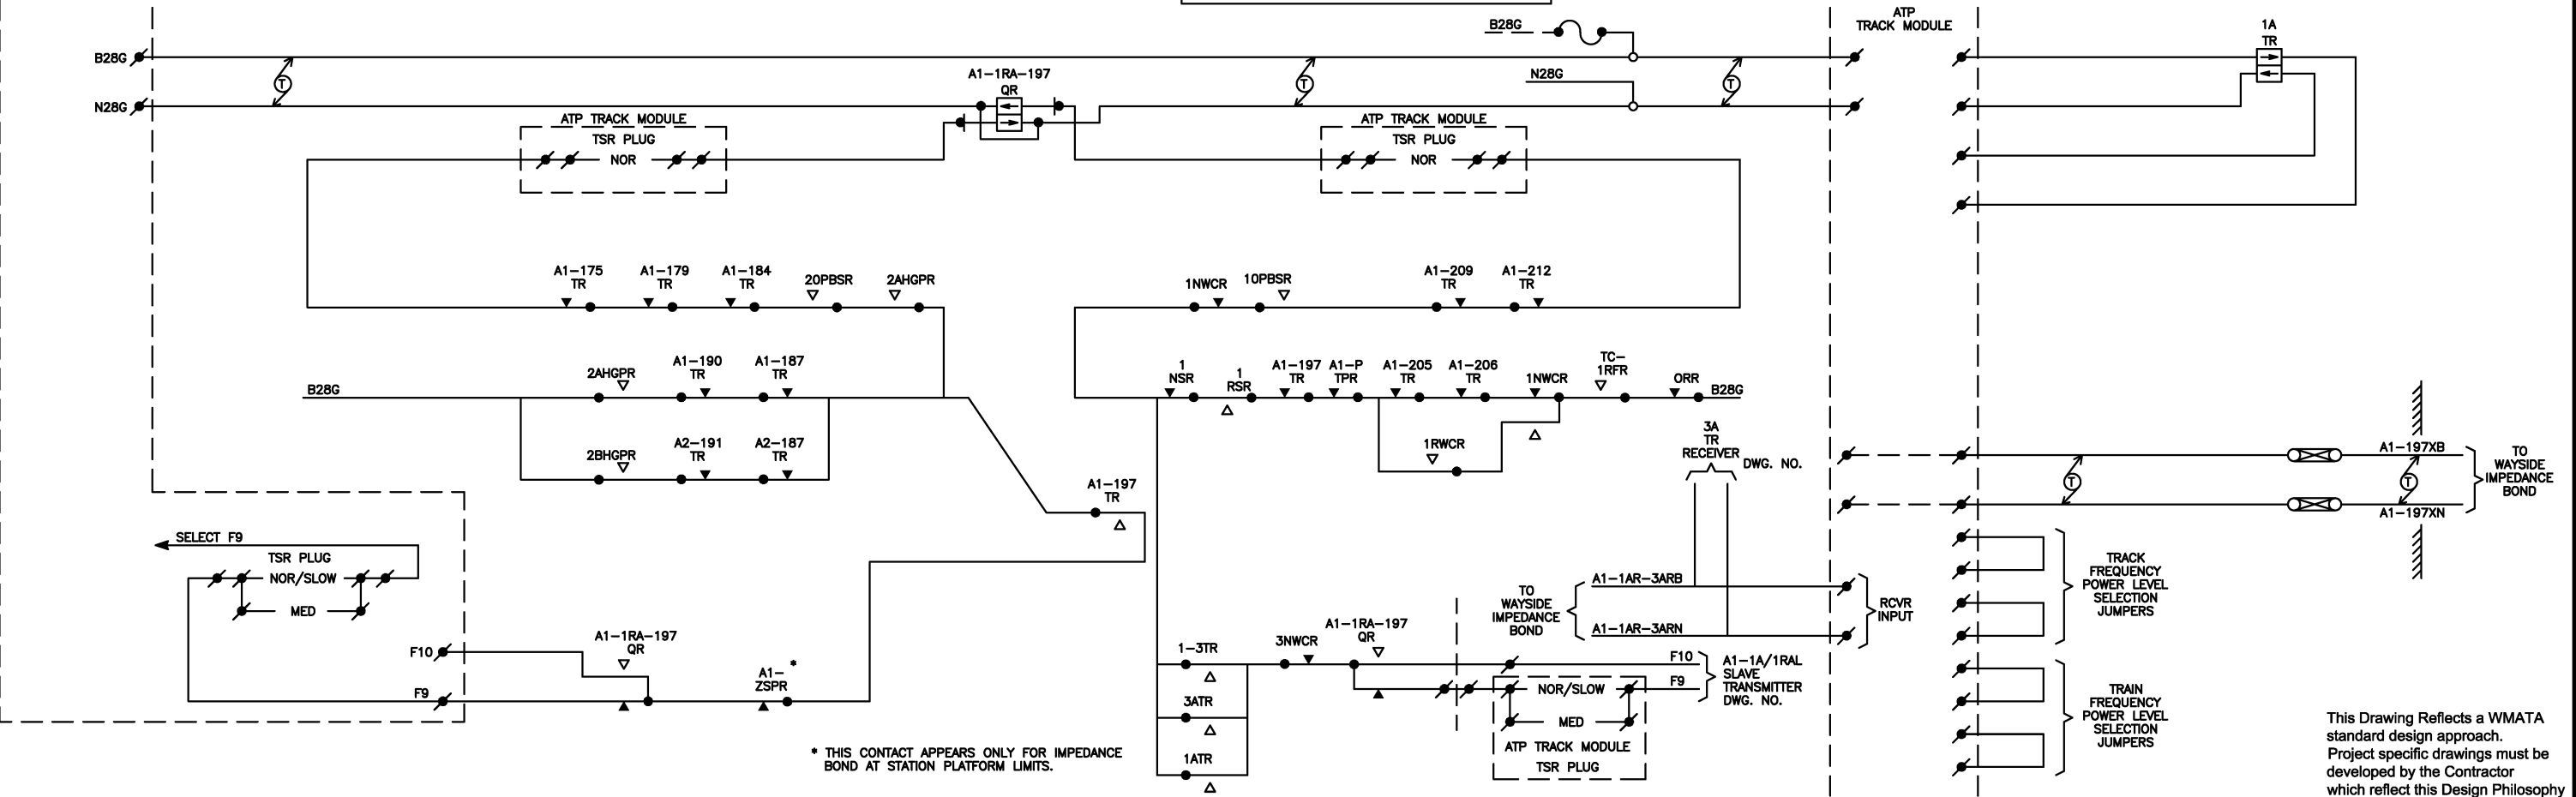 B28G
ATP
TRACK MODULE
1A
TR
B28G
T
T
T
A1-1RA-197
QR
N28G
N28G
ATP TRACK MODULE
TSR PLUG
NOR
ATP TRACK MODULE
TSR PLUG
NOR
A1-175
TR
A1-179
TR
A1-184
TR
20PBSR
2AHGPR
1NWCR
10PBSR
A1-209
TR
A1-212
TR
B28G
2AHGPR
A1-190
TR
A1-187
TR
1
NSR
1
RSR
A1-197
TR
A1-P
TPR
A1-205
TR
A1-206
TR
1NWCR
TC-
1RFR
ORR
B28G
2BHGPR
A2-191
TR
A2-187
TR
1RWCR
3A
TR
RECEIVER
DWG. NO.
A1-197XB
T
T
TO
WAYSIDE
IMPEDANCE
BOND
A1-197XN
A1-197
TR
SELECT F9
TSR PLUG
NOR/SLOW
MED
TRACK
FREQUENCY
POWER LEVEL
SELECTION
JUMPERS
TO
WAYSIDE
IMPEDANCE
BOND
A1-1AR-3ARB
A1-1AR-3ARN
RCVR
INPUT
F10
A1-1RA-197
QR
F9
A1-
ZSPR
*
1-3TR
3NWCR
A1-1RA-197
QR
F10
F9
A1-1A/1RAL
SLAVE
TRANSMITTER
DWG. NO.
3ATR
1ATR
NOR/SLOW
MED
ATP TRACK MODULE
TSR PLUG
TRAIN
FREQUENCY
POWER LEVEL
SELECTION
JUMPERS
* THIS CONTACT APPEARS ONLY FOR IMPEDANCE
BOND AT STATION PLATFORM LIMITS.
This Drawing Reflects a WMATA
standard design approach.
Project specific drawings must be
developed by the Contractor
which reflect this Design Philosophy